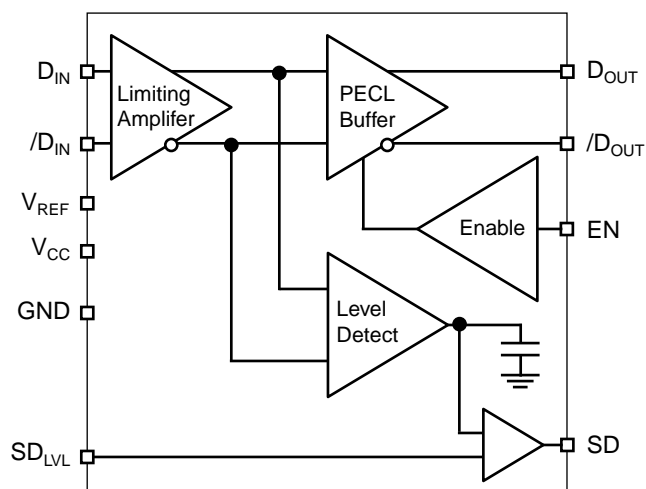 D_IN
Limiting
Amplifer
PECL
Buffer
D_OUT
/D_IN
/D_OUT
V_REF
Enable
EN
V_CC
GND
Level
Detect
SD_LVL
SD